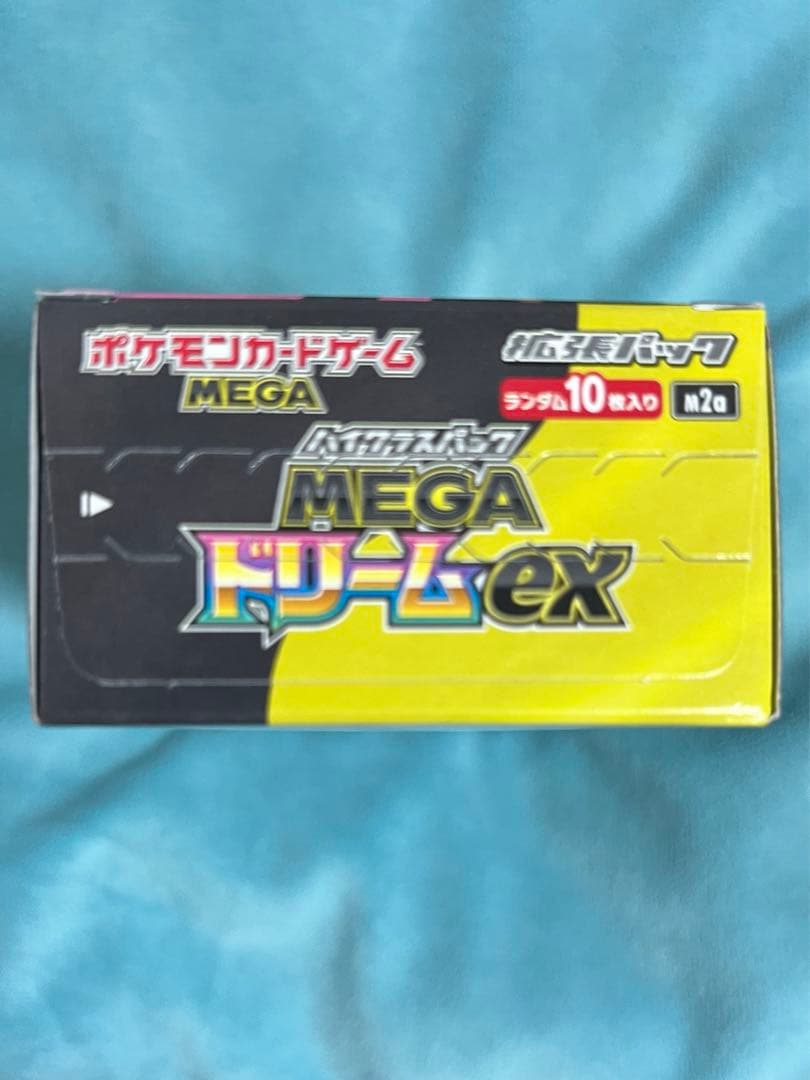 ポケモンカードゲーム
MEGA
拡張パック
ランダム10枚入り
M2a
ハイクラスパック
MEGA
ドリームex